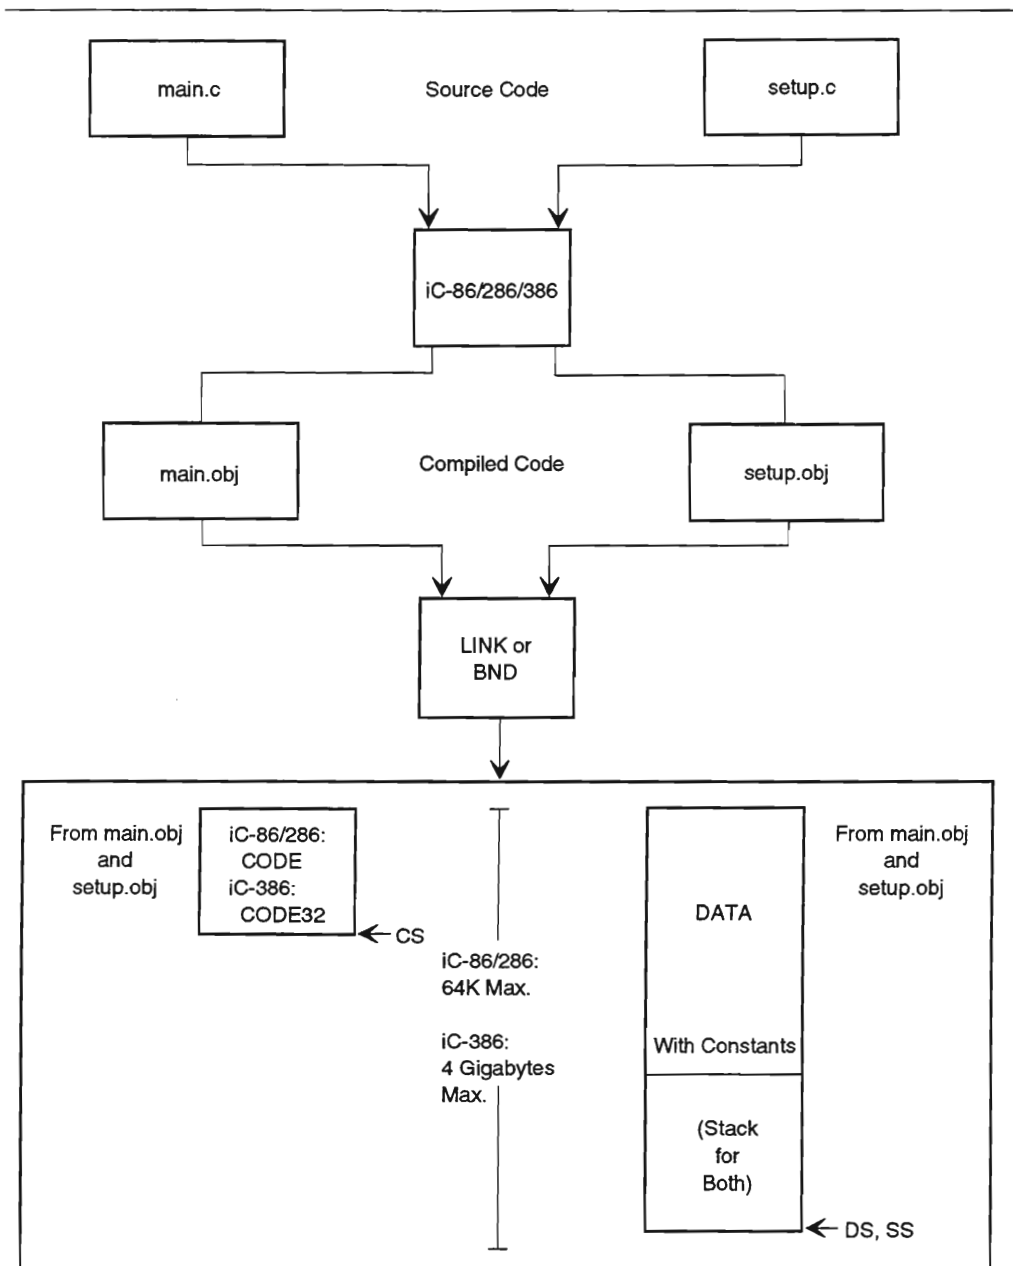 main.c
Source Code
setup.c
iC-86/286/386
main.obj
Compiled Code
setup.obj
LINK or
BND
From main.obj
and
setup.obj
iC-86/286:
CODE
iC-386:
CODE32
CS
iC-86/286:
64K Max.
iC-386:
4 Gigabytes
Max.
DATA
With Constants
(Stack
for
Both)
DS, SS
From main.obj
and
setup.obj